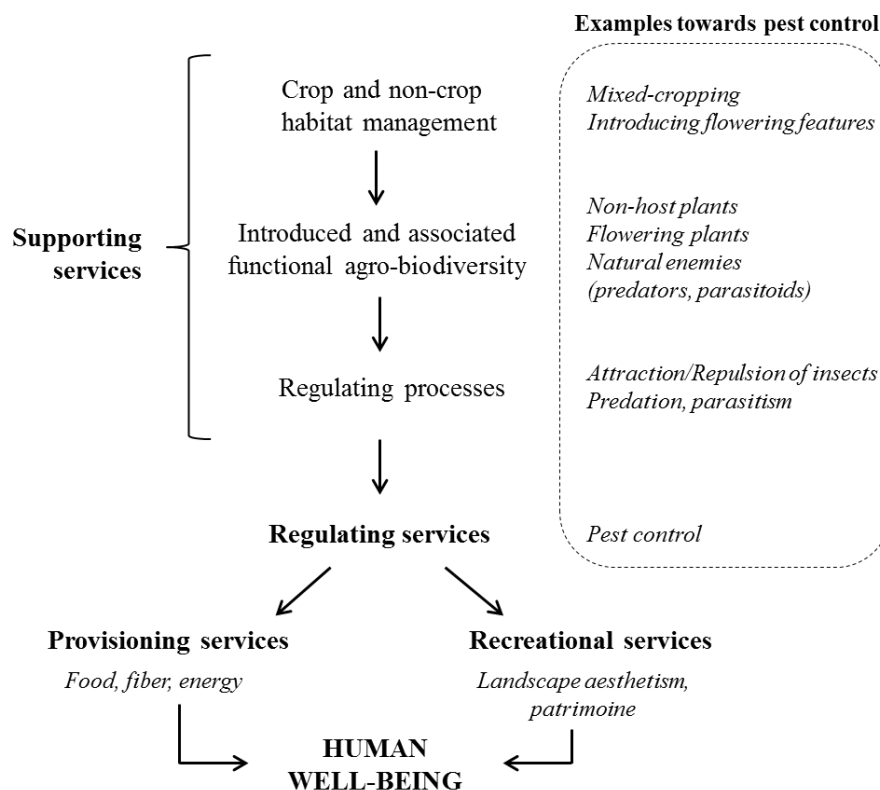 Examples towards pest control
Crop and non-crop
habitat management
Mixed-cropping
Introducing flowering features
Supporting
services
Introduced and associated
functional agro-biodiversity
Non-host plants
Flowering plants
Natural enemies
(predators, parasitoids)
Regulating processes
Attraction/Repulsion of insects
Predation, parasitism
Regulating services
Pest control
Provisioning services
Food, fiber, energy
Recreational services
Landscape aesthetism,
patrimoine
HUMAN
WELL-BEING